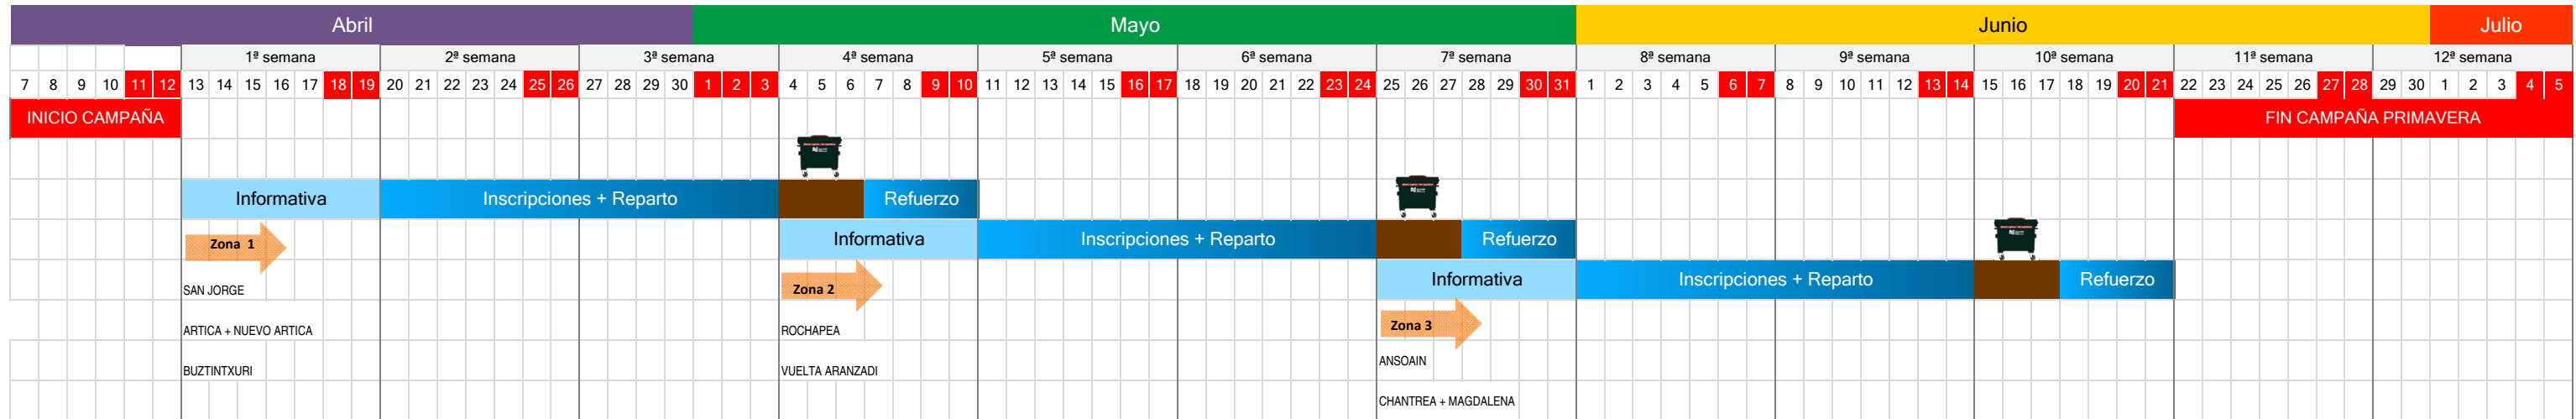 Abril Mayo Junio Julio
1ª semana 2ª semana 3ª semana 4ª semana 5ª semana 6ª semana 7ª semana 8ª semana 9ª semana 10ª semana 11ª semana 12ª semana
7 8 9 10 11 12 13 14 15 16 17 18 19 20 21 22 23 24 25 26 27 28 29 30 1 2 3 4 5 6 7 8 9 10 11 12 13 14 15 16 17 18 19 20 21 22 23 24 25 26 27 28 29 30 31 1 2 3 4 5 6 7 8 9 10 11 12 13 14 15 16 17 18 19 20 21 22 23 24 25 26 27 28 29 30 1 2 3 4 5
INICIO CAMPAÑA FIN CAMPAÑA PRIMAVERA
Informativa Inscripciones + Reparto Refuerzo
Zona 1 Informativa Inscripciones + Reparto Refuerzo
SAN JORGE Zona 2 Informativa Inscripciones + Reparto Refuerzo
ARTICA + NUEVO ARTICA ROCHAPEA Zona 3
BUZTINTXURI VUELTA ARANZADI ANSOAIN
CHANTREA + MAGDALENA